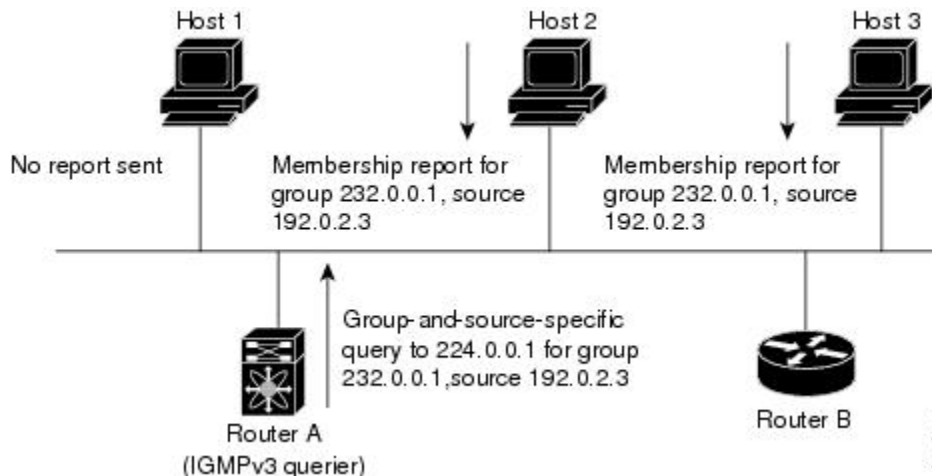 Host 1
Host 2
Host 3
No report sent
Membership report for
group 232.0.0.1, source
192.0.2.3
Membership report for
group 232.0.0.1, source
192.0.2.3
Group-and-source-specific
query to 224.0.0.1 for group
232.0.0.1,source 192.0.2.3
Router A
(IGMPv3 querier)
Router B